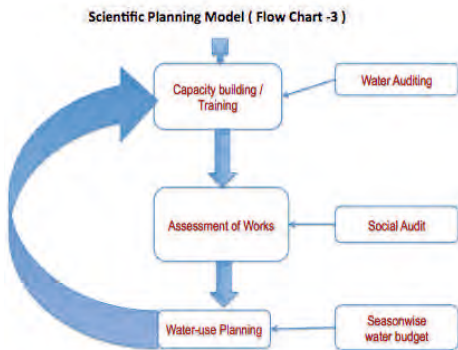 Scientific Planning Model ( Flow Chart -3 )
Capacity building /
Training
Water Auditing
Assessment of Works
Social Audit
Water-use Planning
Seasonwise
water budget